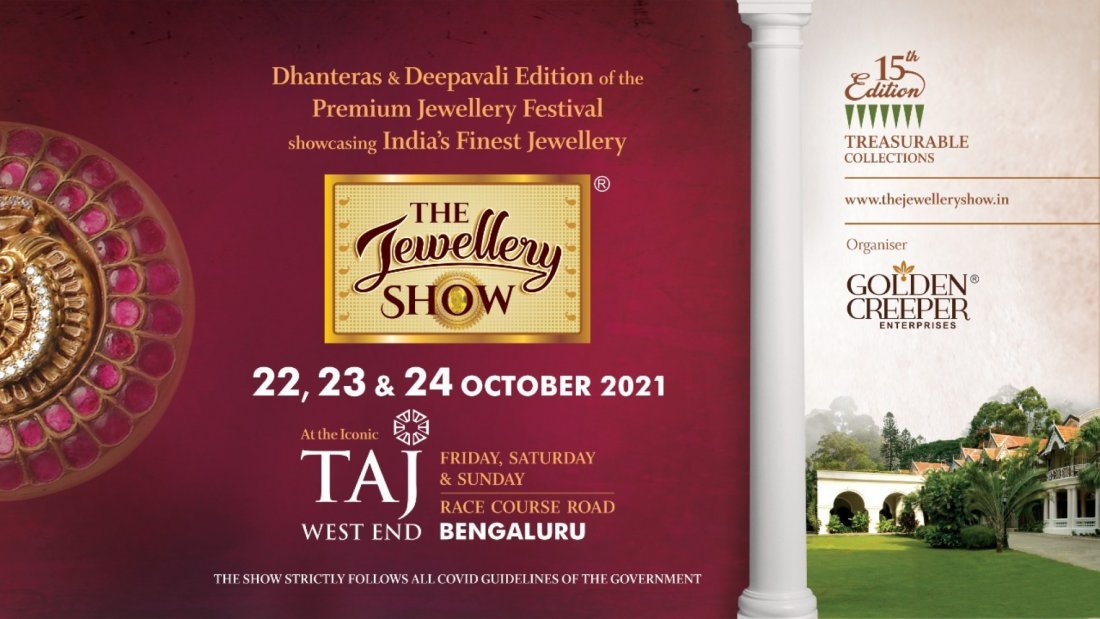 Dhanteras & Deepavali Edition of the
Premium Jewellery Festival
showcasing India's Finest Jewellery
THE
Jewellery
SHOW
®
22, 23 & 24 OCTOBER 2021
At the Iconic
TAJ
WEST END
FRIDAY, SATURDAY
& SUNDAY
RACE COURSE ROAD
BENGALURU
THE SHOW STRICTLY FOLLOWS ALL COVID GUIDELINES OF THE GOVERNMENT
15th
Edition
TREASURABLE
COLLECTIONS
www.thejewelleryshow.in
Organiser
GOLDEN ®
CREEPER
ENTERPRISES